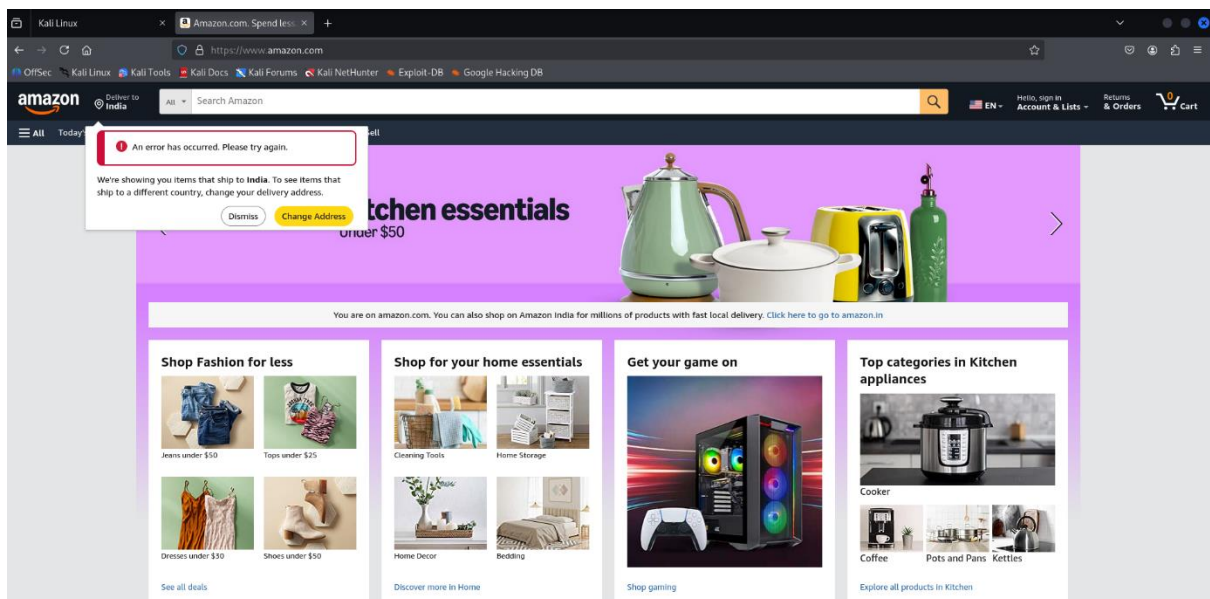 Kali Linux
Amazon.com. Spend less.
https://www.amazon.com
OffSec Kali Linux Kali Tools Kali Docs Kali Forums Kali NetHunter Exploit-DB Google Hacking DB
amazon
Deliver to
India
All
Search Amazon
EN
Hello, sign in
Account & Lists
Returns
& Orders
0
Cart
All Today's
An error has occurred. Please try again.
We're showing you items that ship to India. To see items that
ship to a different country, change your delivery address.
Dismiss
Change Address
tchen essentials
under $50
You are on amazon.com. You can also shop on Amazon India for millions of products with fast local delivery. Click here to go to amazon.in
Shop Fashion for less
Jeans under $50
Tops under $25
Dresses under $30
Shoes under $50
See all deals
Shop for your home essentials
Cleaning Tools
Home Storage
Home Decor
Bedding
Discover more in Home
Get your game on
Shop gaming
Top categories in Kitchen
appliances
Cooker
Coffee
Pots and Pans
Kettles
Explore all products in Kitchen